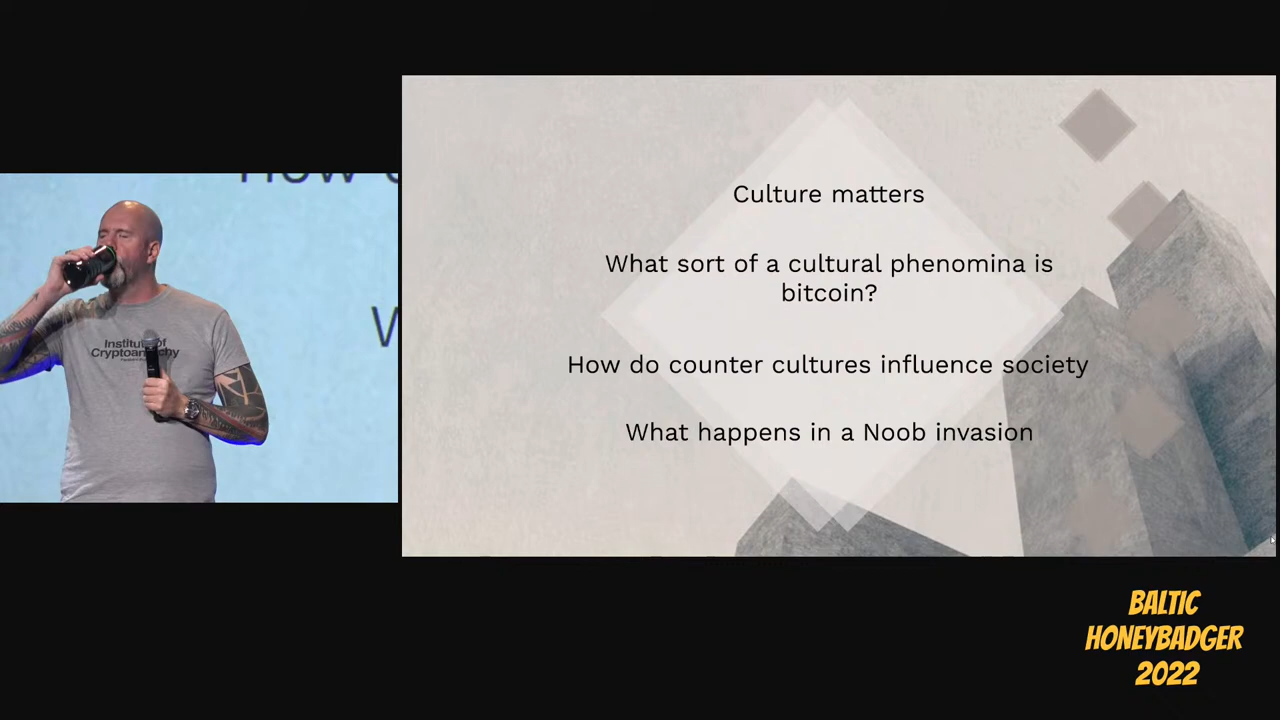 Institute of
Cryptoanarchy
Culture matters
What sort of a cultural phenomina is
bitcoin?
How do counter cultures influence society
What happens in a Noob invasion
BALTIC
HONEYBADGER
2022